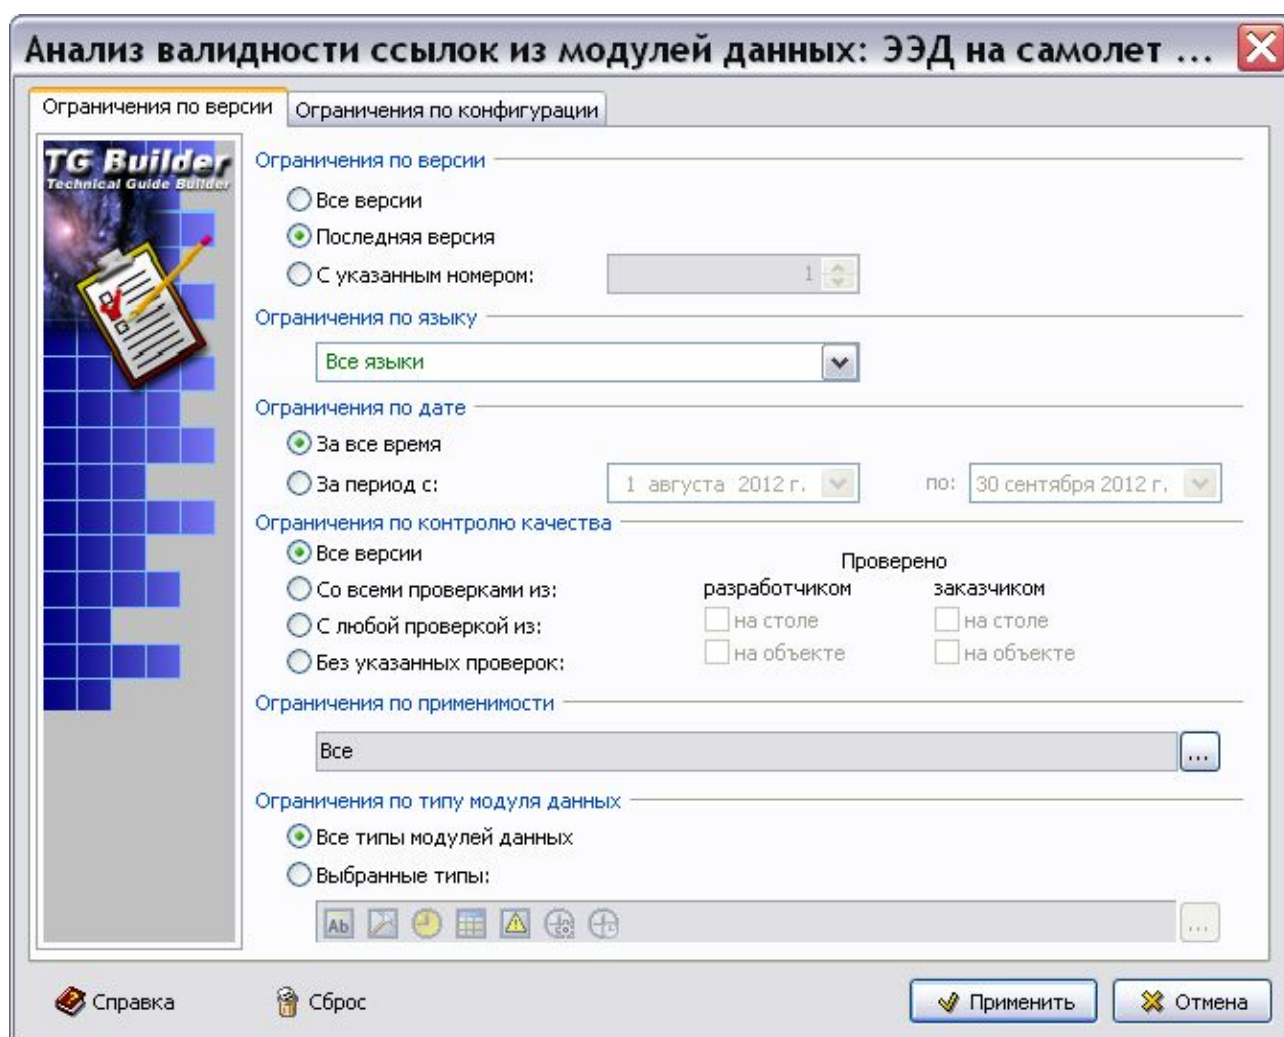 Анализ валидности ссылок из модулей данных: ЭЭД на самолет ...
Ограничения по версии Ограничения по конфигурации
TG Builder
Technical Guide Builder
Ограничения по версии
Все версии
Последняя версия
С указанным номером: 1
Ограничения по языку
Все языки
Ограничения по дате
За все время
За период с: 1 августа 2012 г. по: 30 сентября 2012 г.
Ограничения по контролю качества
Все версии
Проверено
Со всеми проверками из: разработчиком заказчиком
С любой проверкой из: на столе на столе
Без указанных проверок: на объекте на объекте
Ограничения по применимости
Все ...
Ограничения по типу модуля данных
Все типы модулей данных
Выбранные типы:
Ab ...
Справка Сброс Применить Отмена